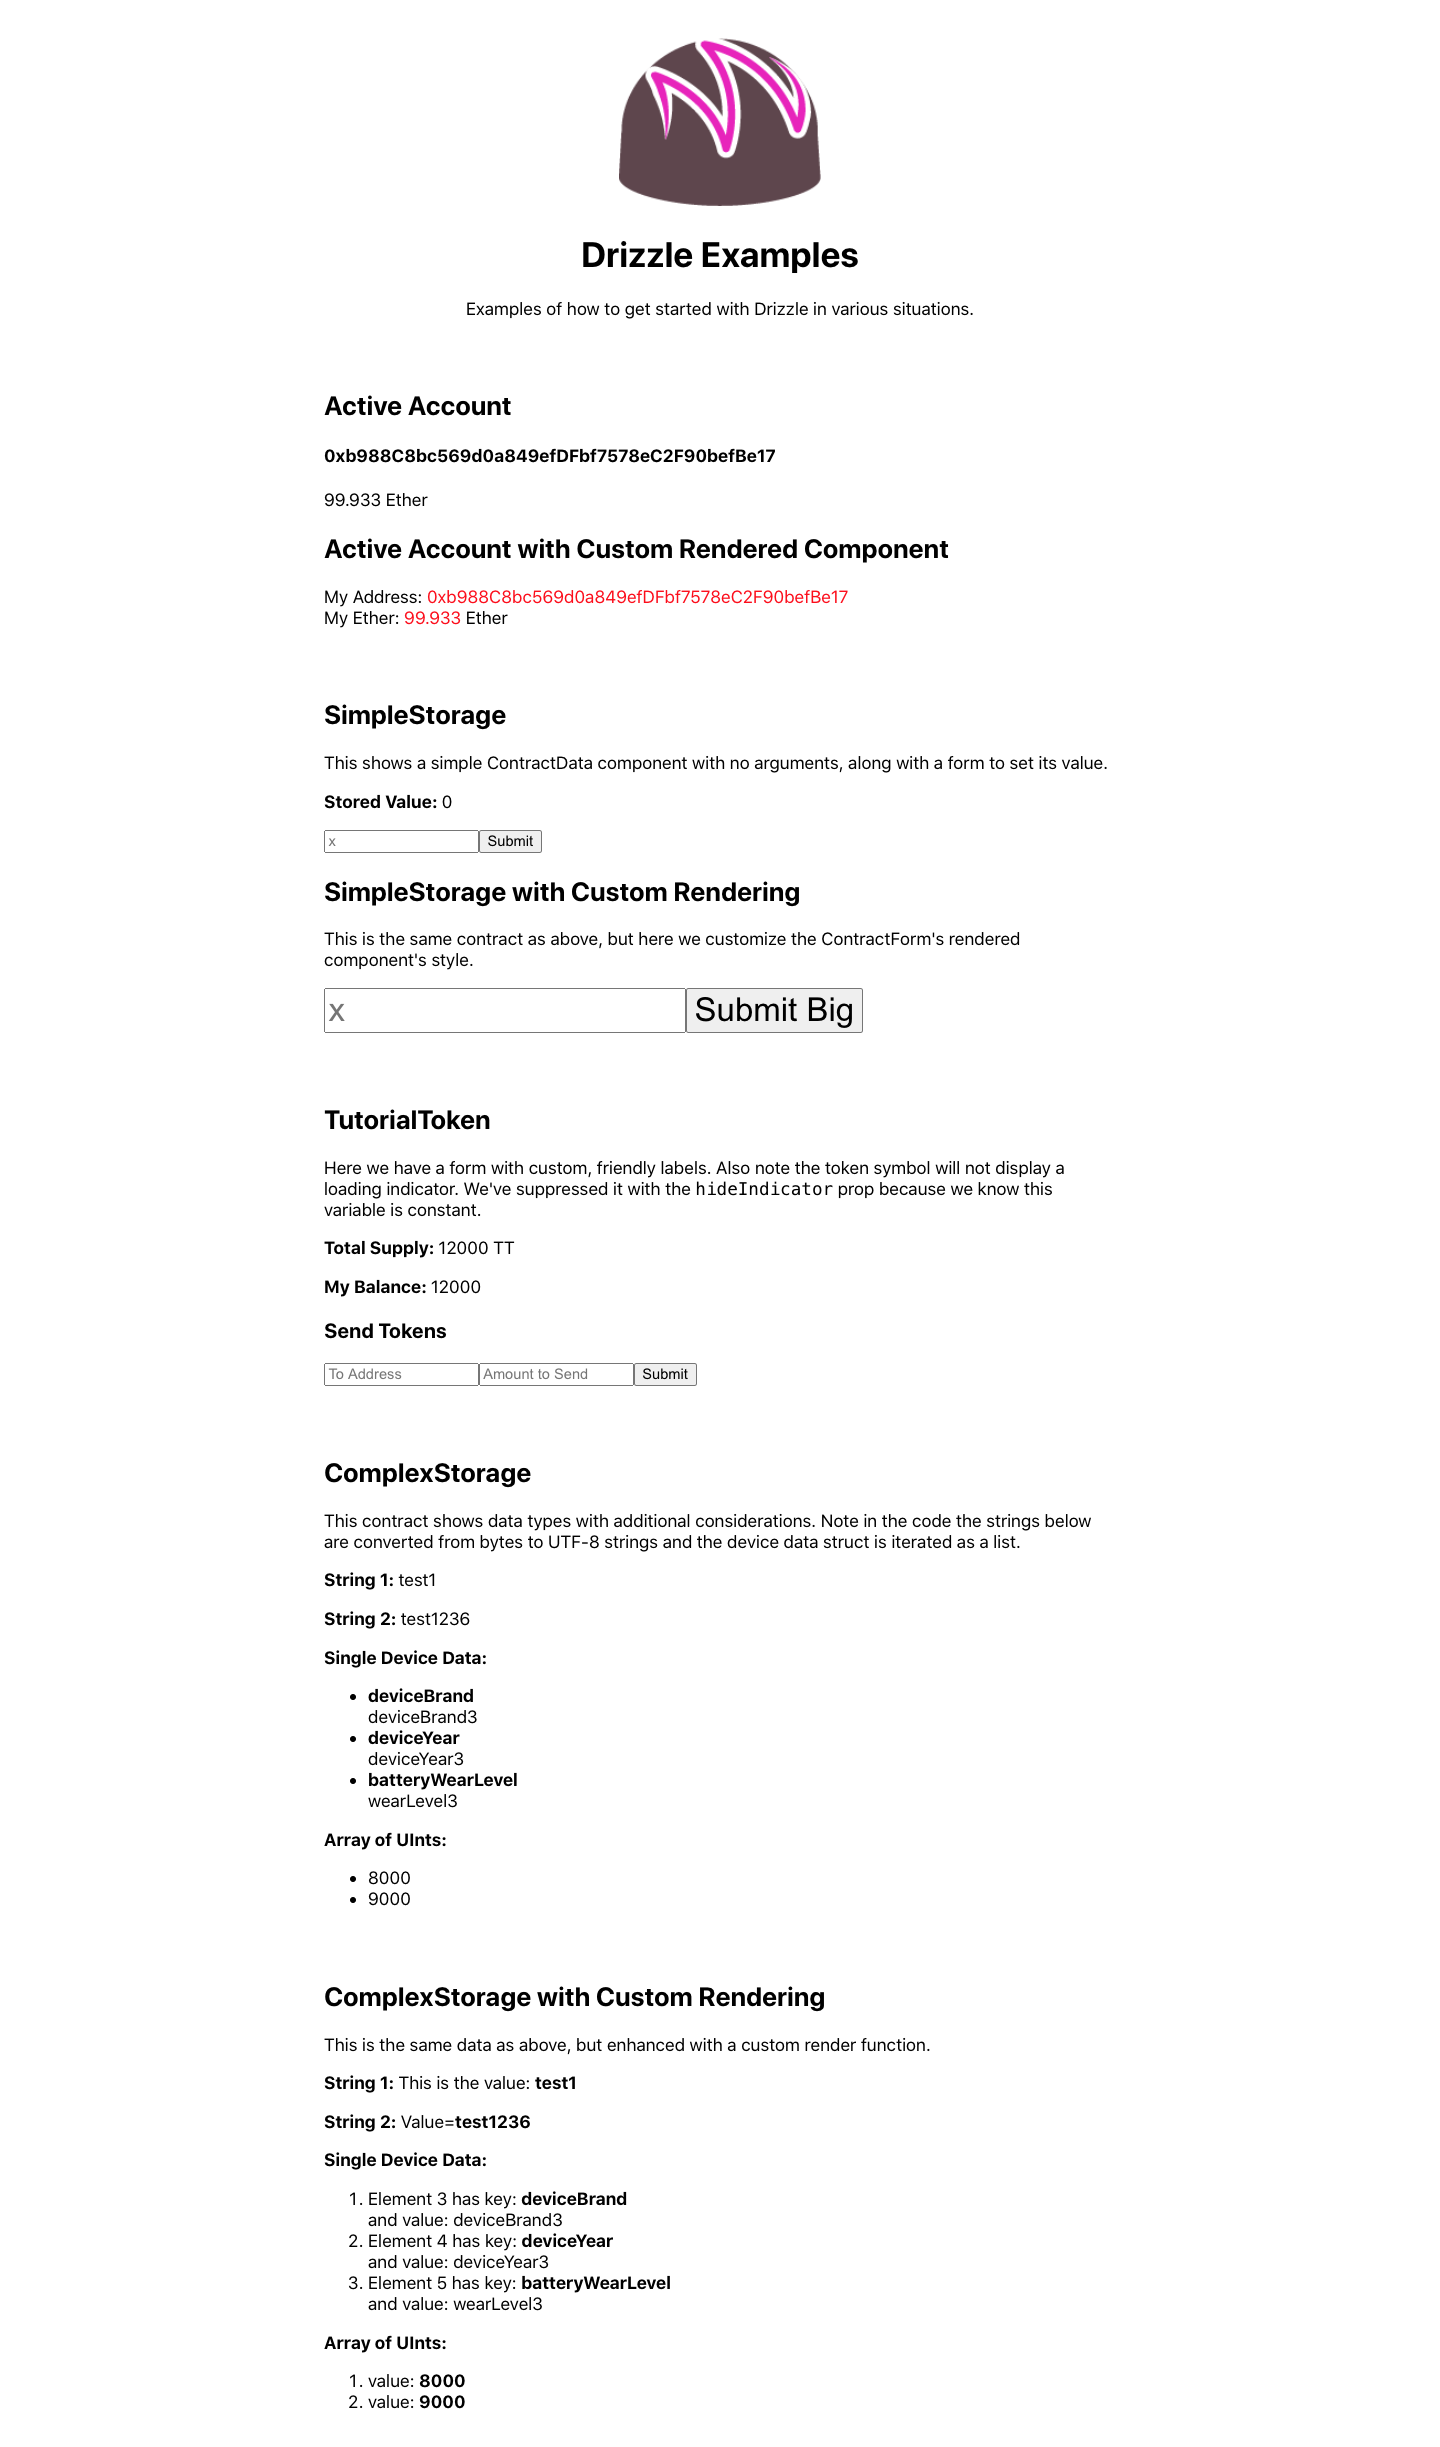 Drizzle Examples
Examples of how to get started with Drizzle in various situations.
Active Account
0xb988C8bc569d0a849efDFbf7578eC2F90befBe17
99.933 Ether
Active Account with Custom Rendered Component
My Address: 0xb988C8bc569d0a849efDFbf7578eC2F90befBe17
My Ether: 99.933 Ether
SimpleStorage
This shows a simple ContractData component with no arguments, along with a form to set its value.
Stored Value: 0
x Submit
SimpleStorage with Custom Rendering
This is the same contract as above, but here we customize the ContractForm's rendered
component's style.
x Submit Big
TutorialToken
Here we have a form with custom, friendly labels. Also note the token symbol will not display a
loading indicator. We've suppressed it with the hideIndicator prop because we know this
variable is constant.
Total Supply: 12000 TT
My Balance: 12000
Send Tokens
To Address Amount to Send Submit
ComplexStorage
This contract shows data types with additional considerations. Note in the code the strings below
are converted from bytes to UTF-8 strings and the device data struct is iterated as a list.
String 1: test1
String 2: test1236
Single Device Data:
• deviceBrand
deviceBrand3
• deviceYear
deviceYear3
• batteryWearLevel
wearLevel3
Array of UInts:
• 8000
• 9000
ComplexStorage with Custom Rendering
This is the same data as above, but enhanced with a custom render function.
String 1: This is the value: test1
String 2: Value=test1236
Single Device Data:
1. Element 3 has key: deviceBrand
and value: deviceBrand3
2. Element 4 has key: deviceYear
and value: deviceYear3
3. Element 5 has key: batteryWearLevel
and value: wearLevel3
Array of UInts:
1. value: 8000
2. value: 9000